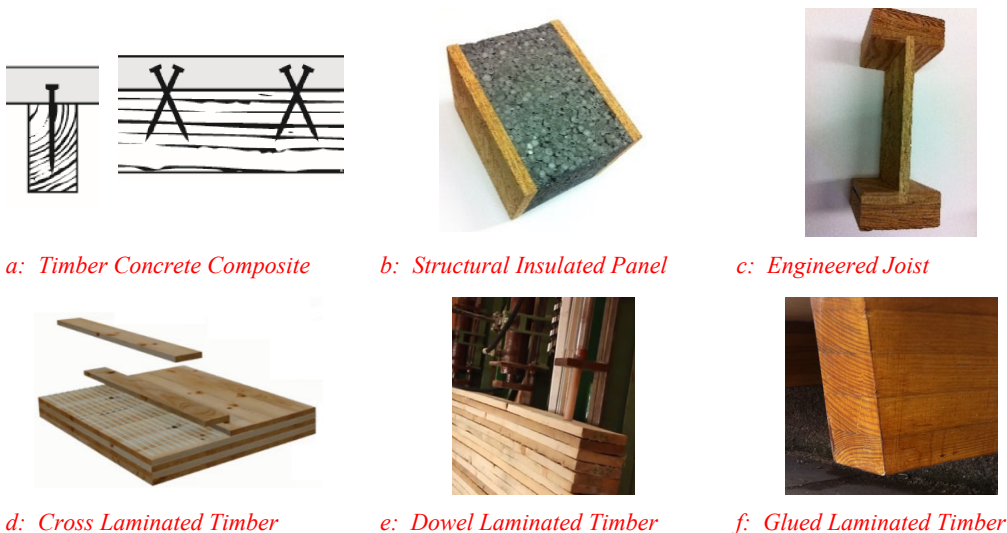 a: Timber Concrete Composite
b: Structural Insulated Panel
c: Engineered Joist
d: Cross Laminated Timber
e: Dowel Laminated Timber
f: Glued Laminated Timber